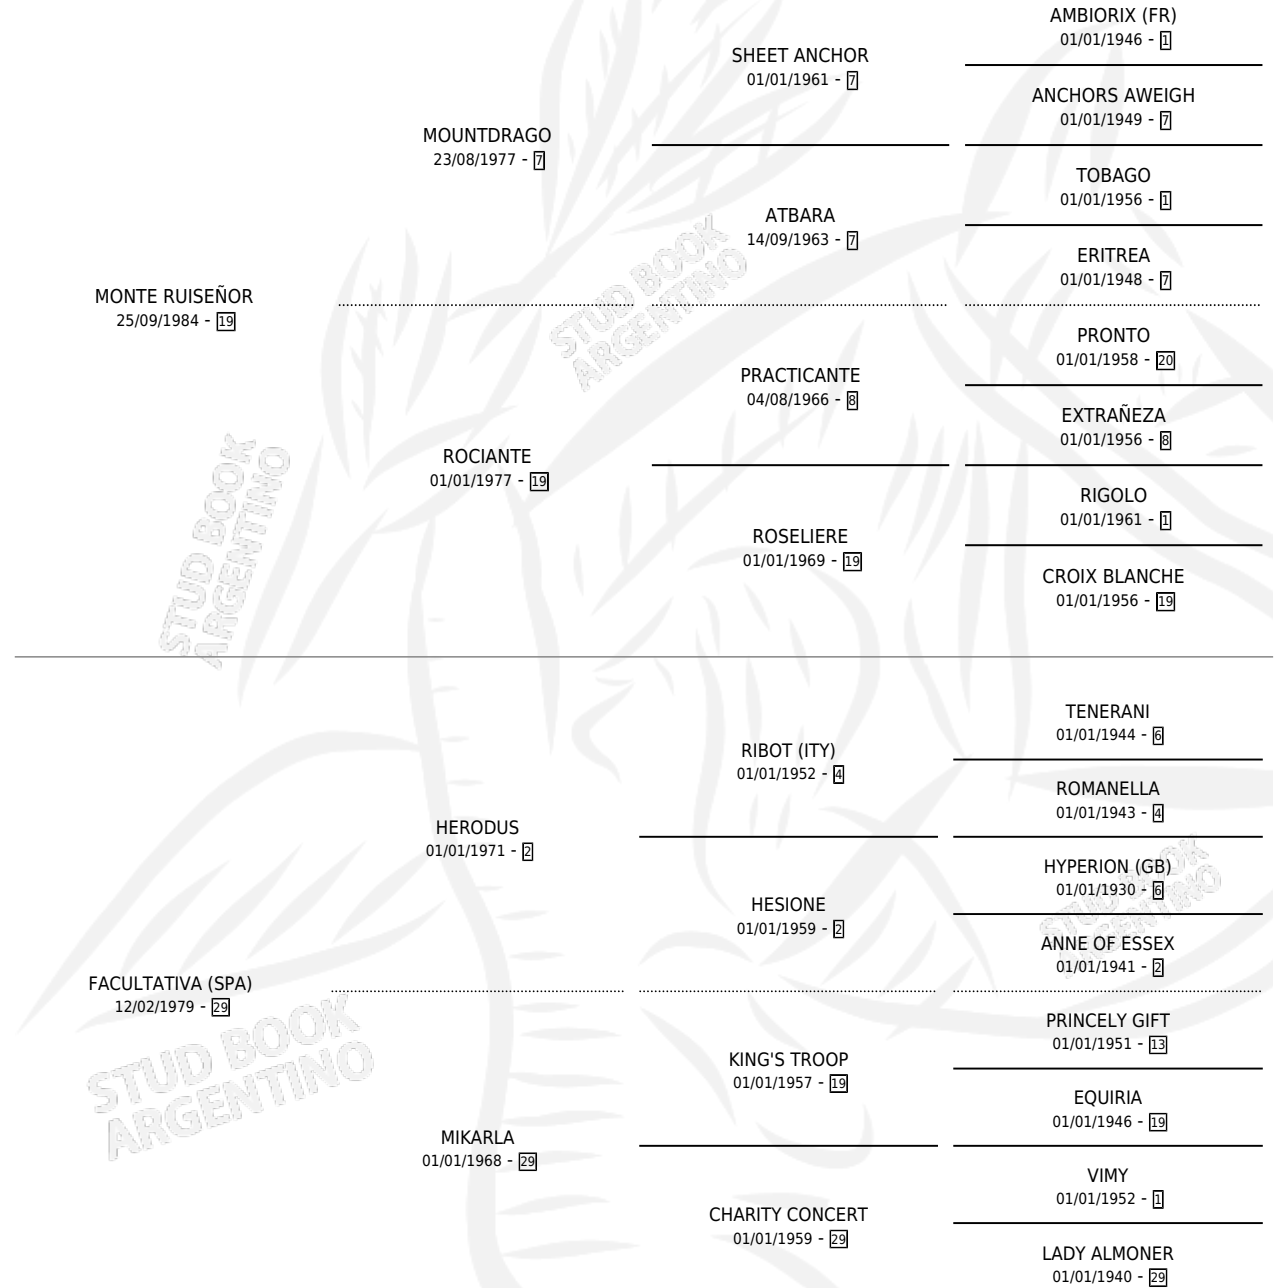 AMBIORIX (FR)
01/01/1946 - 1
SHEET ANCHOR
01/01/1961 - 7
ANCHORS AWEIGH
01/01/1949 - 7
MOUNTDRAGO
23/08/1977 - 7
TOBAGO
01/01/1956 - 1
ATBARA
14/09/1963 - 7
ERITREA
01/01/1948 - 7
MONTE RUISEÑOR
25/09/1984 - 19
PRONTO
01/01/1958 - 20
PRACTICANTE
04/08/1966 - 8
EXTRAÑEZA
01/01/1956 - 8
ROCIANTE
01/01/1977 - 19
RIGOLO
01/01/1961 - 1
ROSELIERE
01/01/1969 - 19
CROIX BLANCHE
01/01/1956 - 19
STUD BOOK
ARGENTINO
STUD BOOK
ARGENTINO
TENERANI
01/01/1944 - 6
RIBOT (ITY)
01/01/1952 - 4
ROMANELLA
01/01/1943 - 4
HERODUS
01/01/1971 - 2
HYPERION (GB)
01/01/1930 - 6
HESIONE
01/01/1959 - 2
ANNE OF ESSEX
01/01/1941 - 2
FACULTATIVA (SPA)
12/02/1979 - 29
PRINCELY GIFT
01/01/1951 - 13
KING'S TROOP
01/01/1957 - 19
EQUIRIA
01/01/1946 - 19
MIKARLA
01/01/1968 - 29
VIMY
01/01/1952 - 1
CHARITY CONCERT
01/01/1959 - 29
LADY ALMONER
01/01/1940 - 29
STUD BOOK
ARGENTINO
STUD BOOK
ARGENTINO